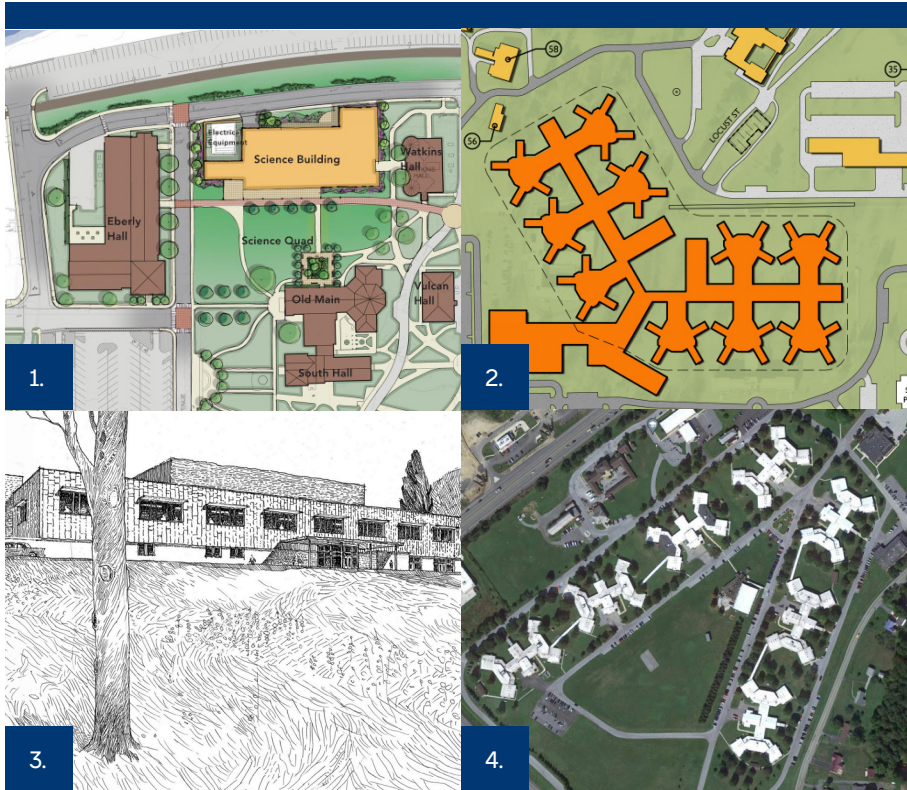 Electrical
Equipment
Science Building
Watkins
Hall
Eberly
Hall
Science Quad
Old Main
Vulcan
Hall
South Hall
1.
58
56
LOCUST ST
35
2.
3.
4.